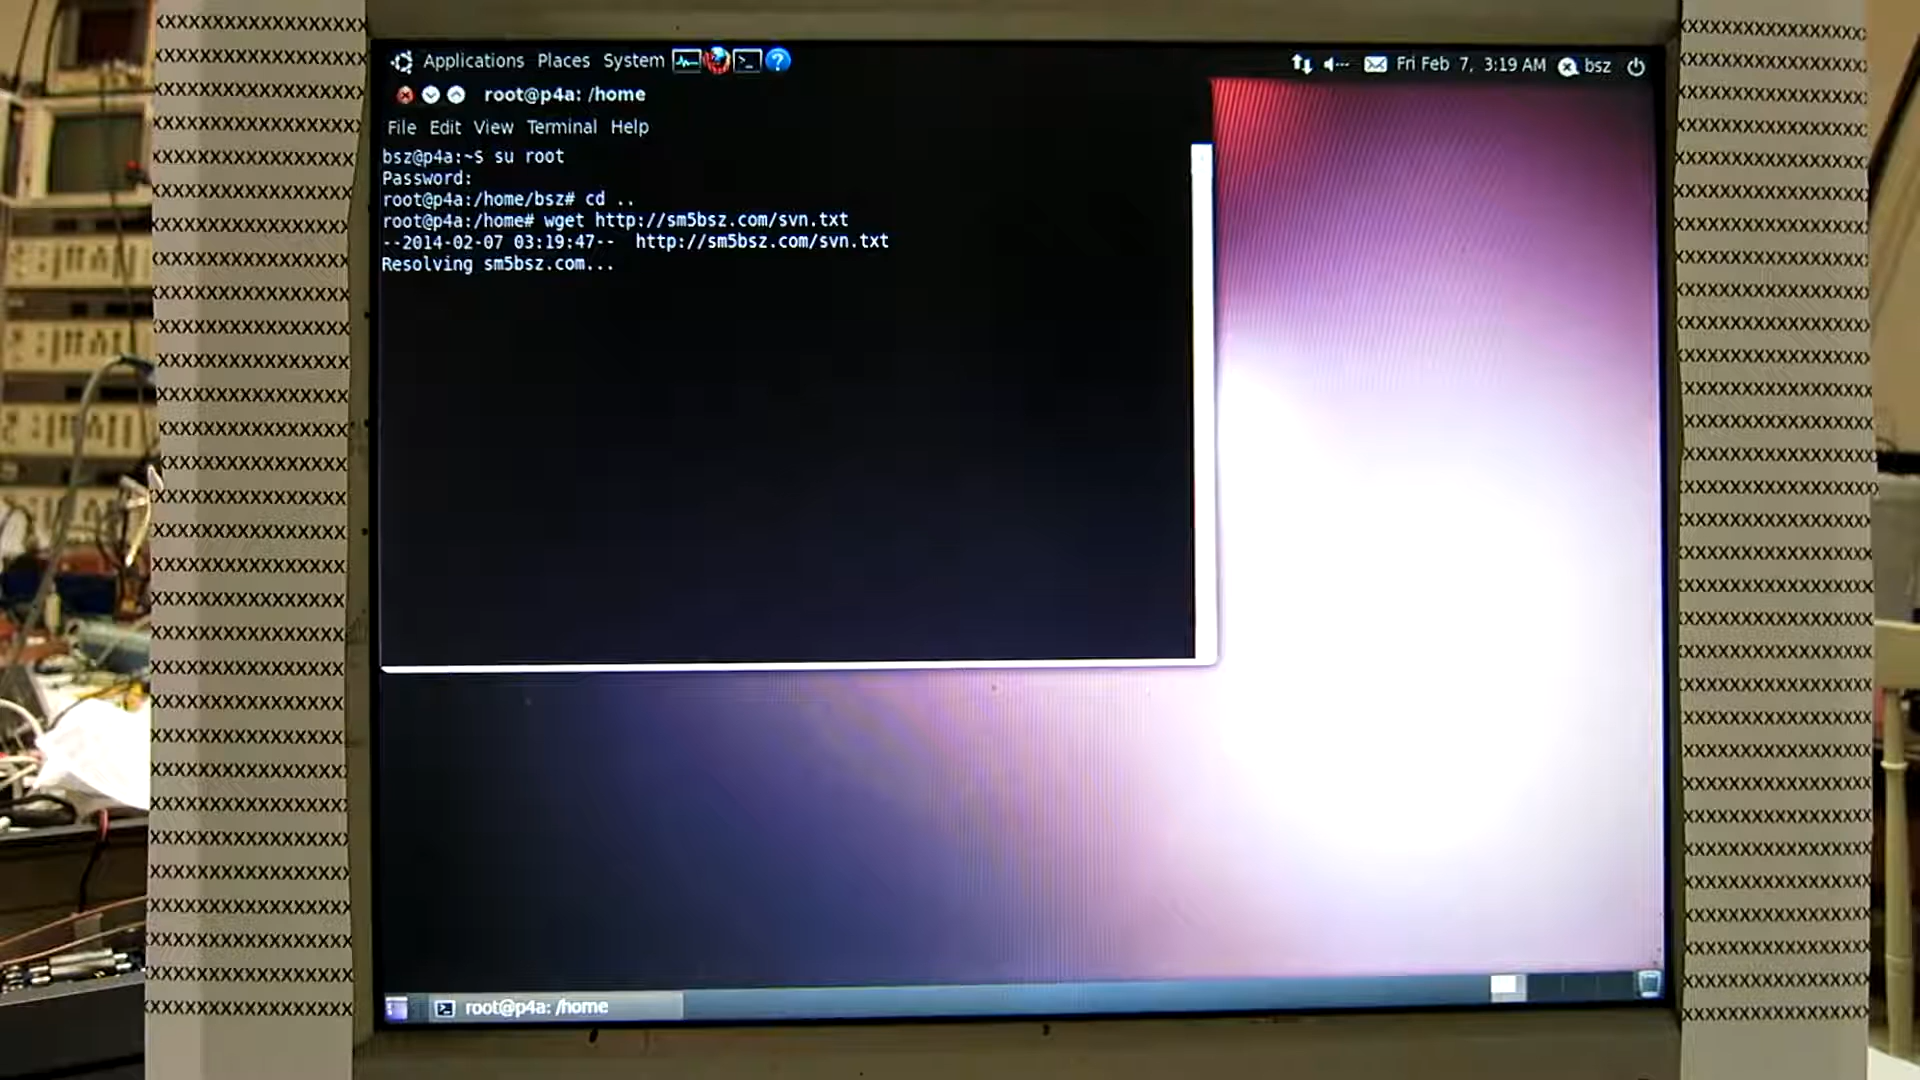 Applications Places System
Fri Feb 7, 3:19 AM bsz
root@p4a: /home
File Edit View Terminal Help
bsz@p4a:~$ su root
Password:
root@p4a:/home/bsz# cd ..
root@p4a:/home# wget http://sm5bsz.com/svn.txt
--2014-02-07 03:19:47-- http://sm5bsz.com/svn.txt
Resolving sm5bsz.com...
root@p4a: /home